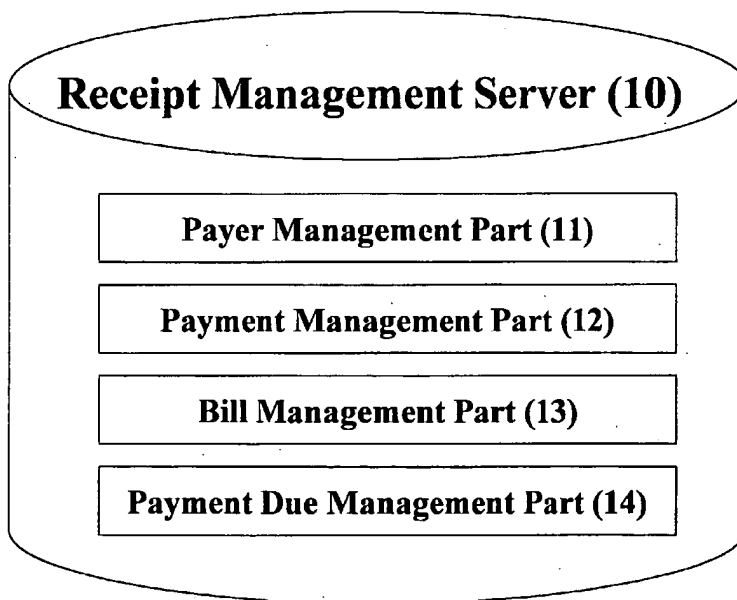 Receipt Management Server (10)
Payer Management Part (11)
Payment Management Part (12)
Bill Management Part (13)
Payment Due Management Part (14)